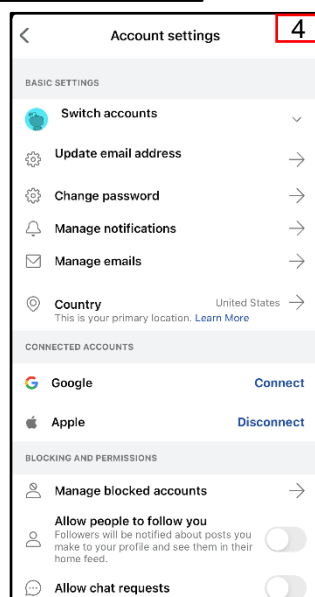 Account settings
4
BASIC SETTINGS
Switch accounts
Update email address
Change password
Manage notifications
Manage emails
Country United States
This is your primary location. Learn More
CONNECTED ACCOUNTS
Google Connect
Apple Disconnect
BLOCKING AND PERMISSIONS
Manage blocked accounts
Allow people to follow you
Followers will be notified about posts you
make to your profile and see them in their
home feed.
Allow chat requests